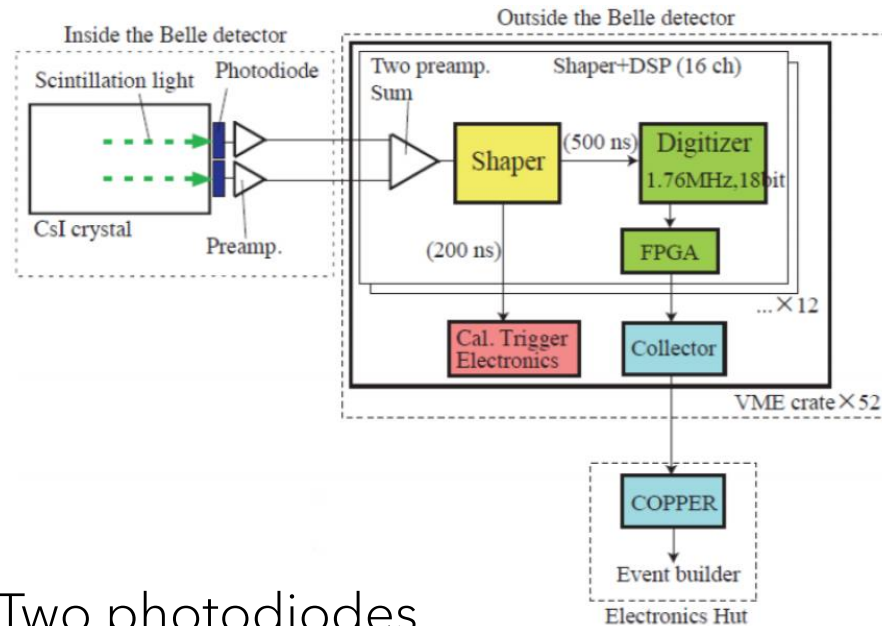 Outside the Belle detector
Inside the Belle detector
Scintillation light
Photodiode
CsI crystal
Preamp.
Two preamp.
Sum
Shaper+DSP (16 ch)
Shaper
(500 ns)
Digitizer
1.76MHz,18bit
(200 ns)
FPGA
...×12
Cal. Trigger
Electronics
Collector
VME crate×52
COPPER
Event builder
Electronics Hut
Two photodiodes